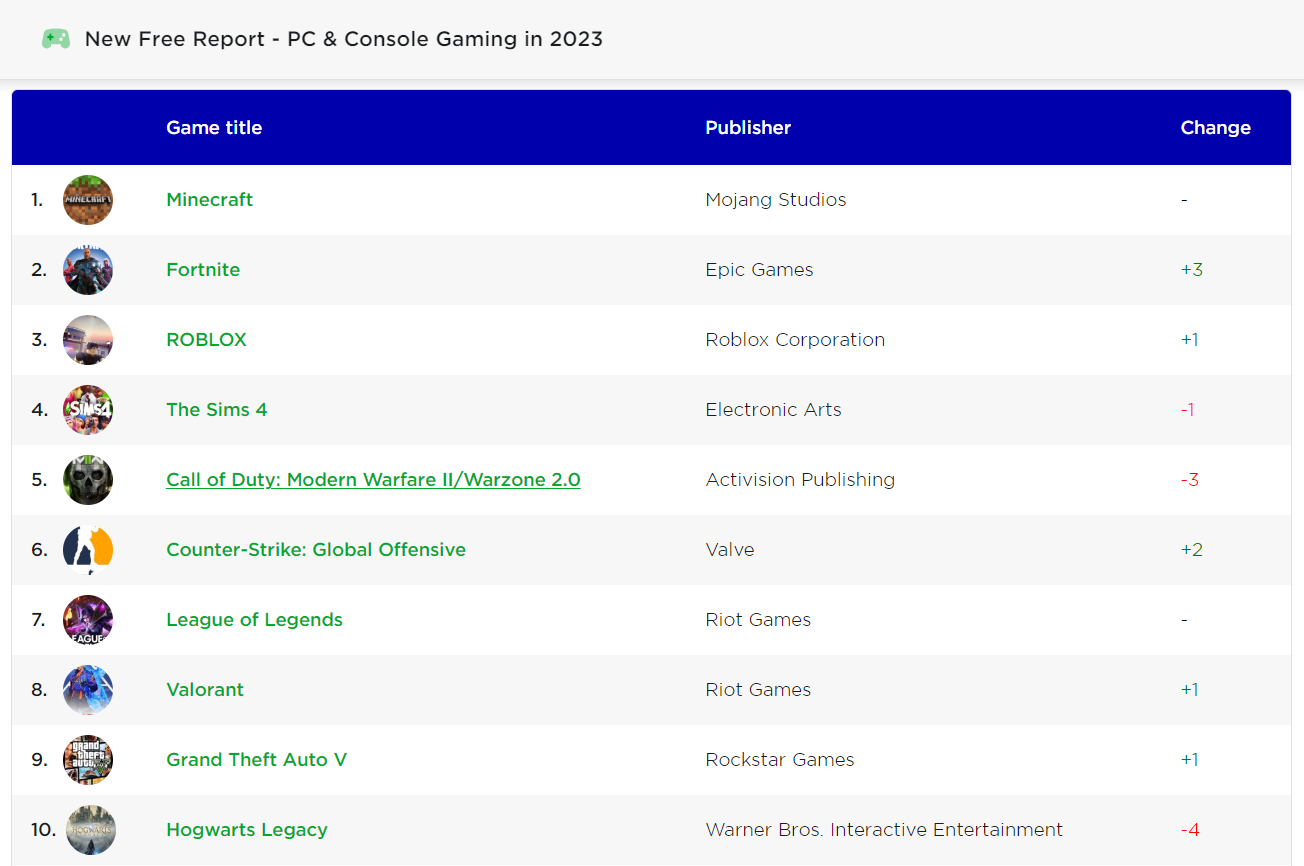 New Free Report - PC & Console Gaming in 2023
Game title Publisher Change
1. MINECRAFT Minecraft Mojang Studios -
2. Fortnite Epic Games +3
3. ROBLOX Roblox Corporation +1
4. SIMS4 The Sims 4 Electronic Arts -1
5. Call of Duty: Modern Warfare II/Warzone 2.0 Activision Publishing -3
6. Counter-Strike: Global Offensive Valve +2
7. EAGUE League of Legends Riot Games -
8. Valorant Riot Games +1
9. grand theft auto V Grand Theft Auto V Rockstar Games +1
10. HOGWARTS Hogwarts Legacy Warner Bros. Interactive Entertainment -4